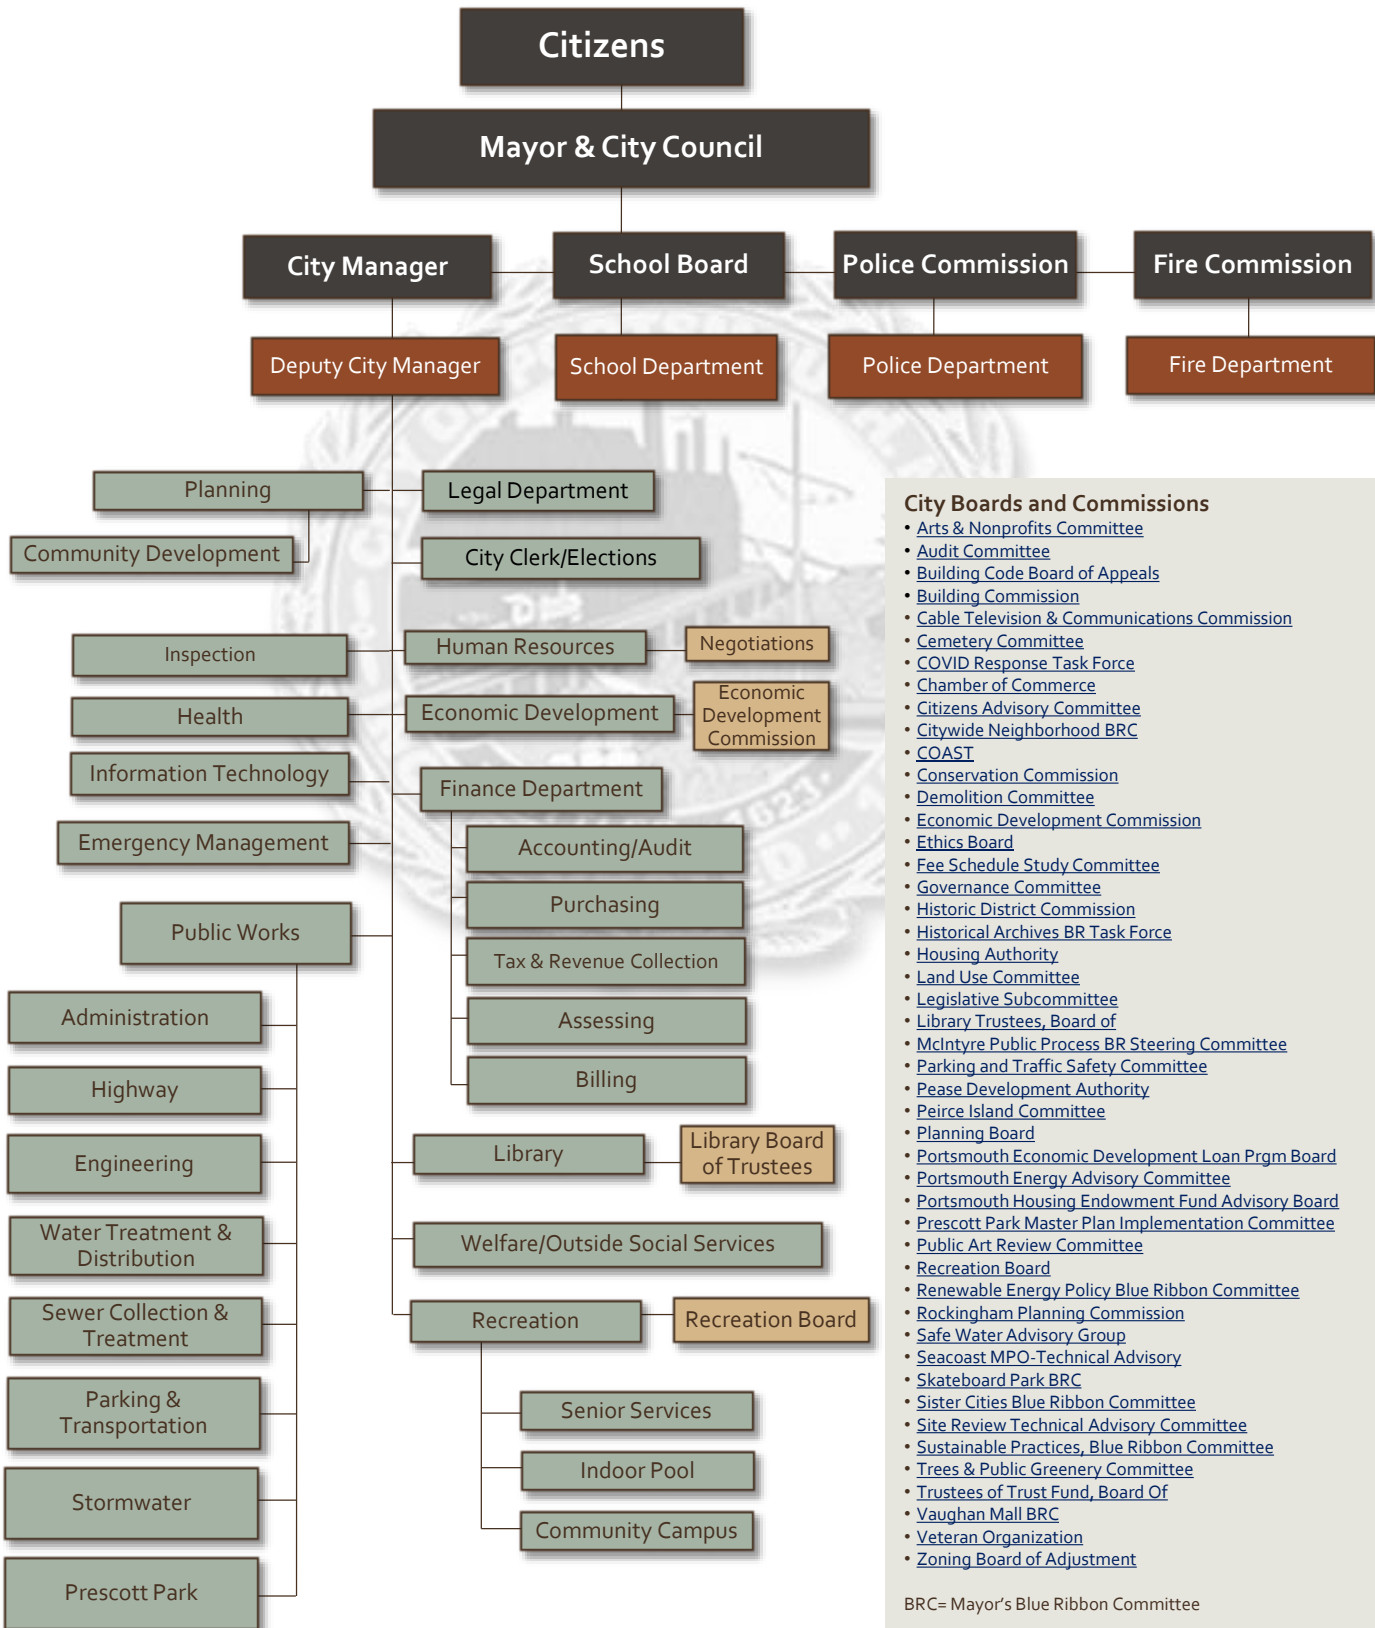 Citizens
Mayor & City Council
City Manager
School Board
Police Commission
Fire Commission
Deputy City Manager
School Department
Police Department
Fire Department
Planning
Legal Department
Community Development
City Clerk/Elections
Inspection
Human Resources
Negotiations
Health
Economic Development
Economic
Development
Commission
Information Technology
Finance Department
Emergency Management
Accounting/Audit
Purchasing
Public Works
Tax & Revenue Collection
Administration
Assessing
Highway
Billing
Engineering
Library
Library Board
of Trustees
Water Treatment &
Distribution
Welfare/Outside Social Services
Sewer Collection &
Treatment
Recreation
Recreation Board
Parking &
Transportation
Senior Services
Indoor Pool
Stormwater
Community Campus
Prescott Park
City Boards and Commissions
• Arts & Nonprofits Committee
• Audit Committee
• Building Code Board of Appeals
• Building Commission
• Cable Television & Communications Commission
• Cemetery Committee
• COVID Response Task Force
• Chamber of Commerce
• Citizens Advisory Committee
• Citywide Neighborhood BRC
• COAST
• Conservation Commission
• Demolition Committee
• Economic Development Commission
• Ethics Board
• Fee Schedule Study Committee
• Governance Committee
• Historic District Commission
• Historical Archives BR Task Force
• Housing Authority
• Land Use Committee
• Legislative Subcommittee
• Library Trustees, Board of
• McIntyre Public Process BR Steering Committee
• Parking and Traffic Safety Committee
• Pease Development Authority
• Peirce Island Committee
• Planning Board
• Portsmouth Economic Development Loan Prgm Board
• Portsmouth Energy Advisory Committee
• Portsmouth Housing Endowment Fund Advisory Board
• Prescott Park Master Plan Implementation Committee
• Public Art Review Committee
• Recreation Board
• Renewable Energy Policy Blue Ribbon Committee
• Rockingham Planning Commission
• Safe Water Advisory Group
• Seacoast MPO-Technical Advisory
• Skateboard Park BRC
• Sister Cities Blue Ribbon Committee
• Site Review Technical Advisory Committee
• Sustainable Practices, Blue Ribbon Committee
• Trees & Public Greenery Committee
• Trustees of Trust Fund, Board Of
• Vaughan Mall BRC
• Veteran Organization
• Zoning Board of Adjustment
BRC= Mayor's Blue Ribbon Committee
1623